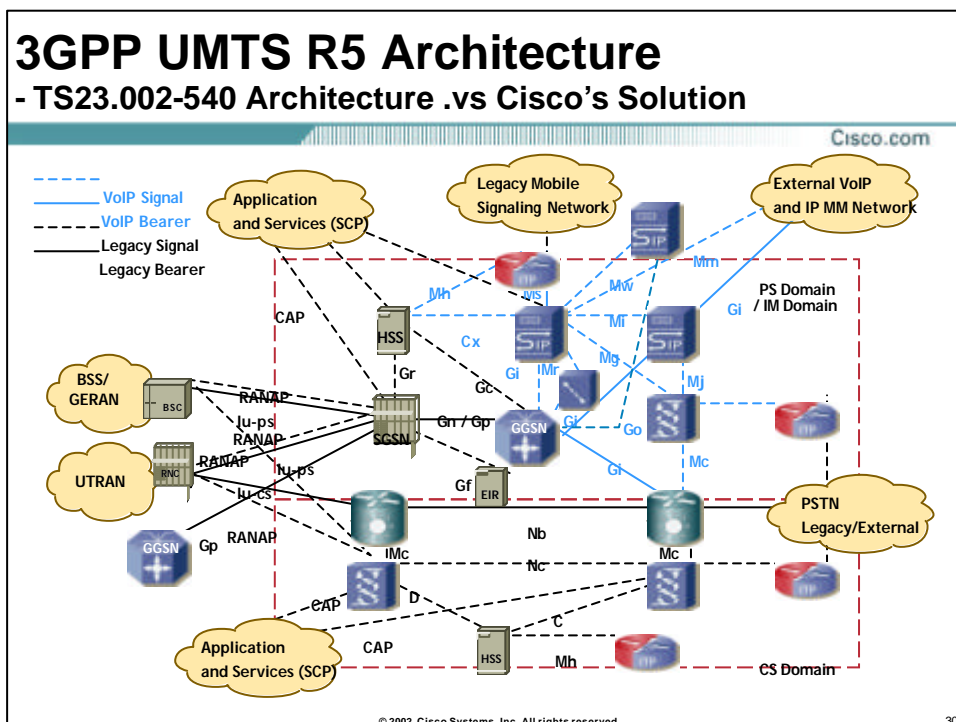 3GPP UMTS R5 Architecture
- TS23.002-540 Architecture .vs Cisco's Solution
Cisco.com
VoIP Signal
VoIP Bearer
Legacy Signal
Legacy Bearer
Application
and Services (SCP)
Legacy Mobile
Signaling Network
External VoIP
and IP MM Network
SIP
Mm
Mh
Ms
Mw
PS Domain
/ IM Domain
CAP
HSS
SIP
Mi
SIP
Gi
Cx
Mg
Gr
Gi
Mr
BSS/
GERAN
BSC
RANAP
Gc
Mj
Iu-ps
Gn / Gp
GGSN
Gi
Go
RANAP
SGSN
UTRAN
RNC
RANAP
Iu-ps
Gf
EIR
Gi
Mc
Iu-cs
PSTN
Legacy/External
GGSN
Gp
RANAP
Nb
Mc
Mc
Nc
CAP
D
C
Application
and Services (SCP)
CAP
HSS
Mh
CS Domain
© 2002, Cisco Systems, Inc. All rights reserved.
30